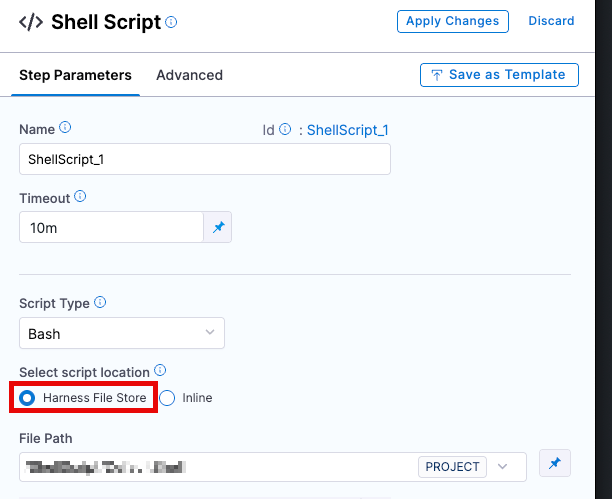 </> Shell Script
Apply Changes
Discard
Step Parameters
Advanced
Save as Template
Name
Id : ShellScript_1
ShellScript_1
Timeout
10m
Script Type
Bash
Select script location
Harness File Store
Inline
File Path
PROJECT